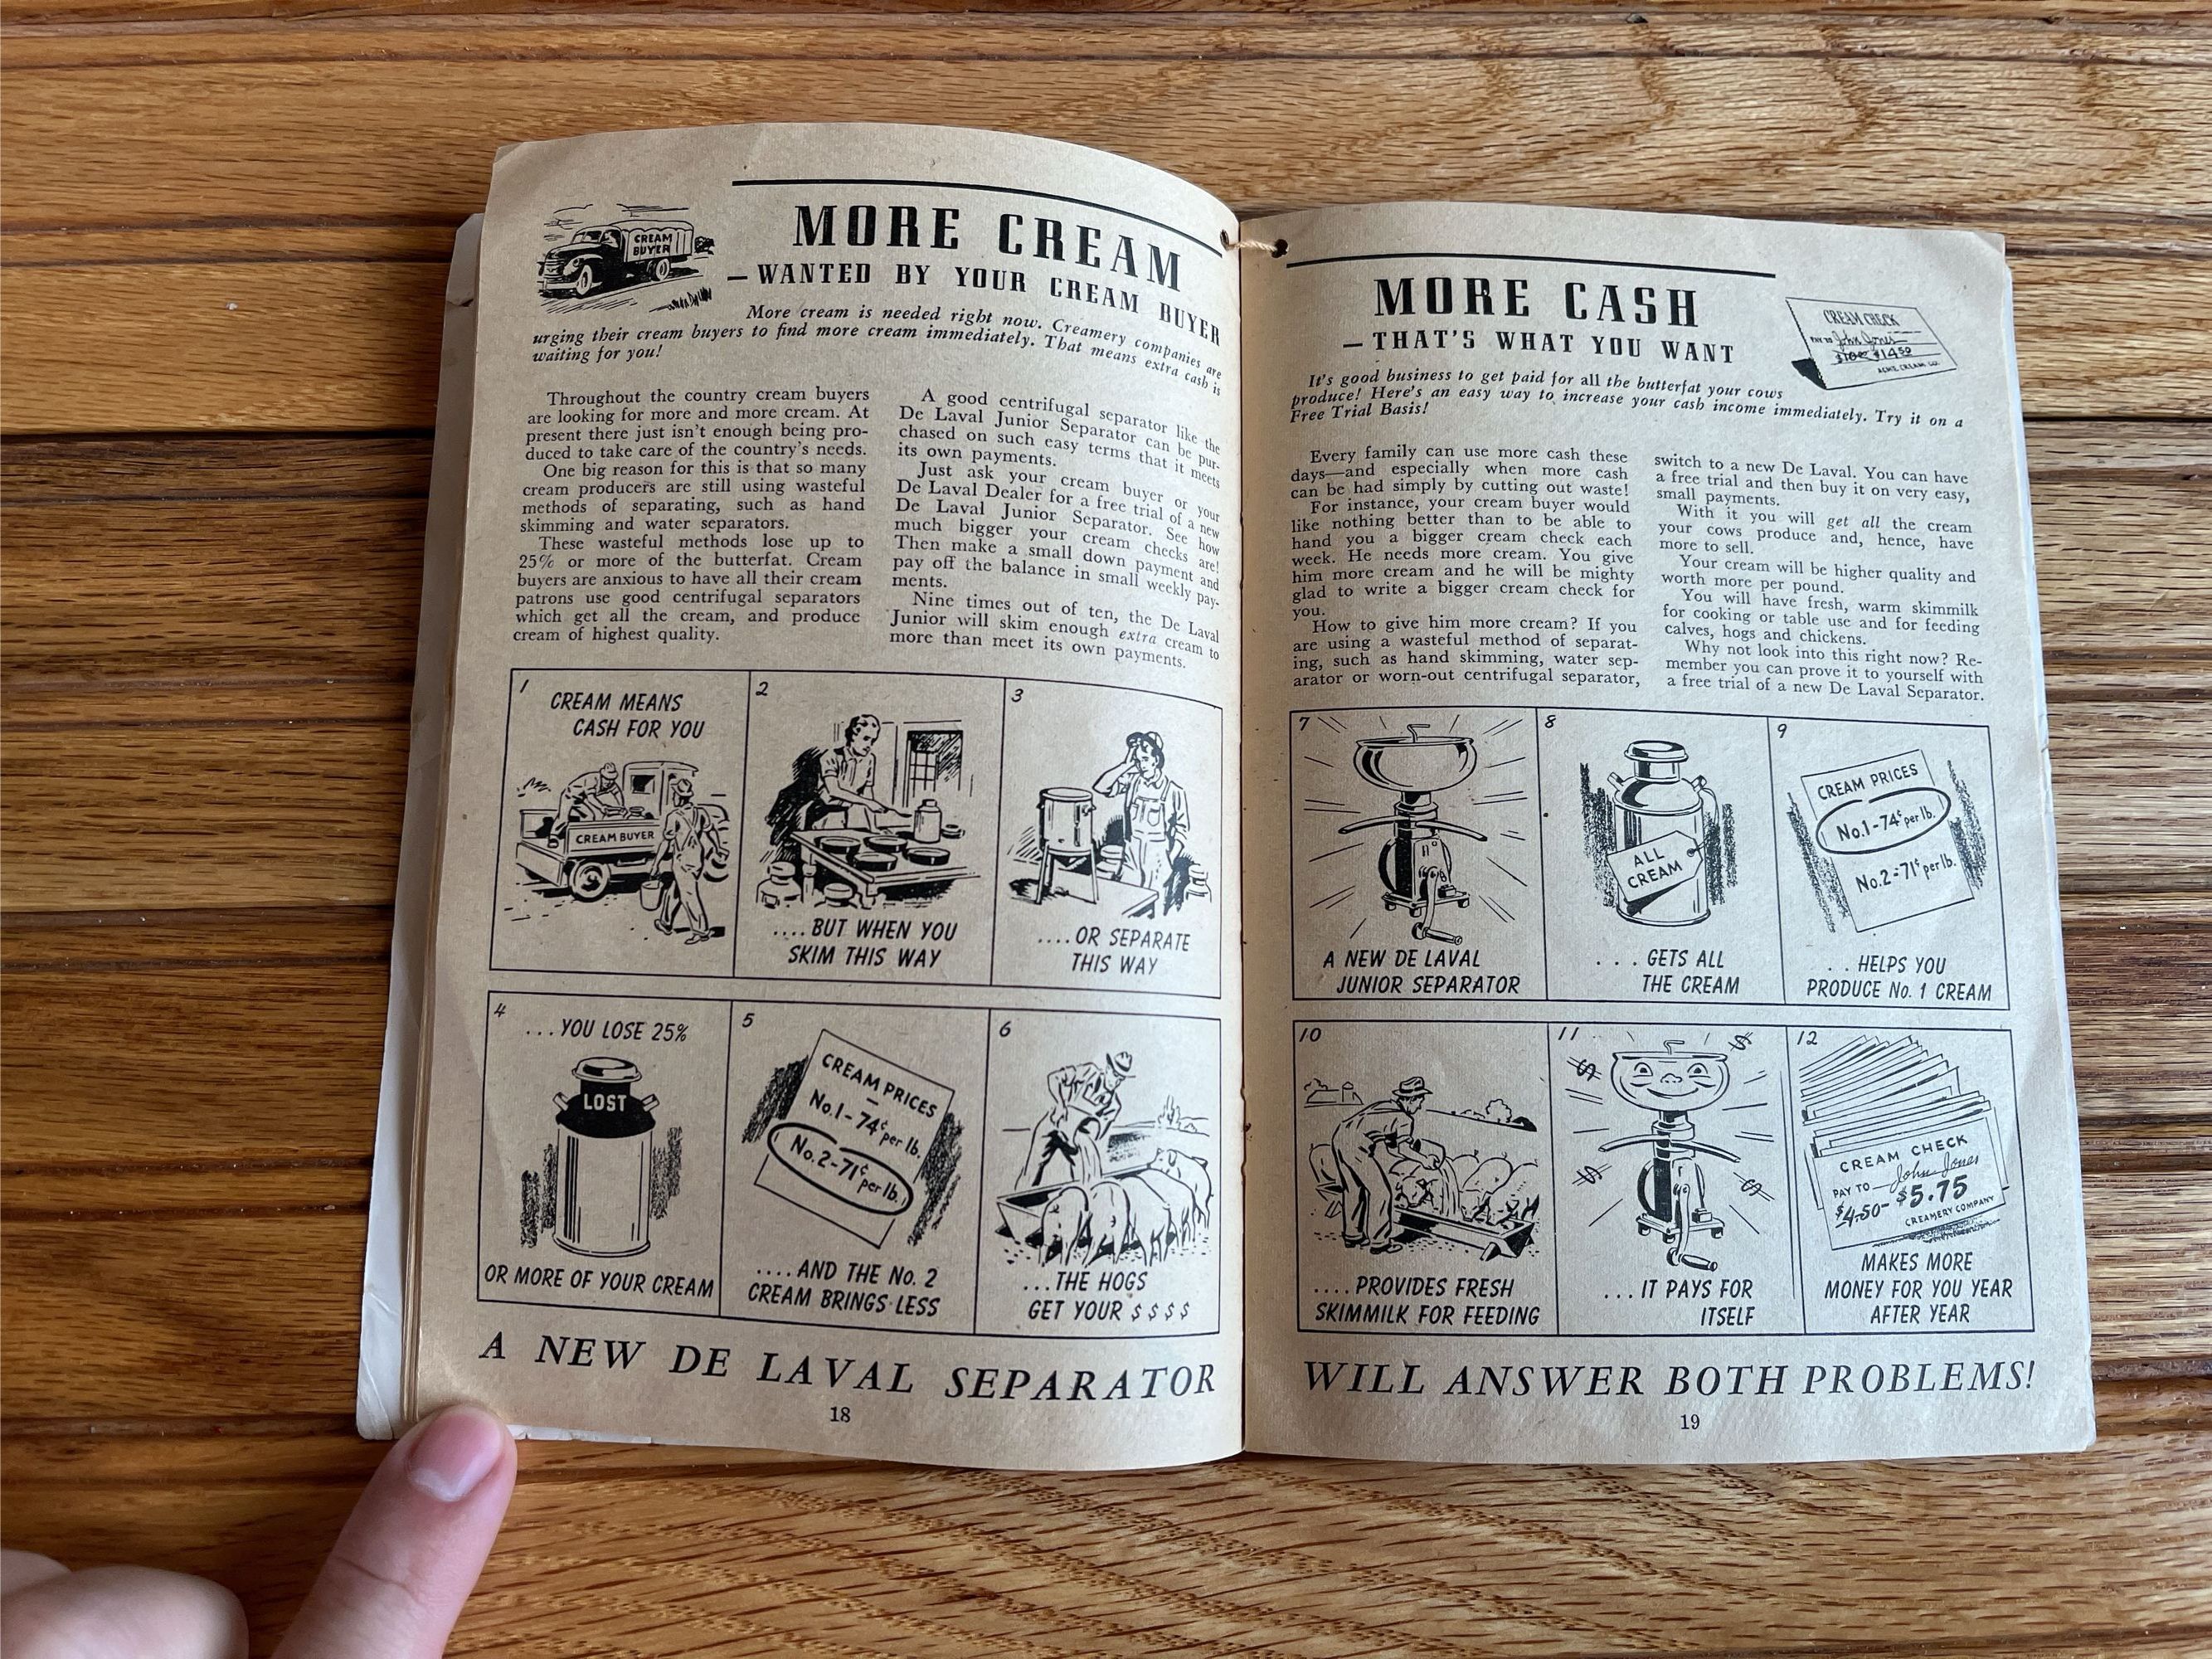 CREAM
BUYER
MORE CREAM
—WANTED BY YOUR CREAM BUYER
More cream is needed right now. Creamery companies are
urging their cream buyers to find more cream immediately. That means extra cash is
waiting for you!
Throughout the country cream buyers
are looking for more and more cream. At
present there just isn't enough being pro-
duced to take care of the country's needs.
One big reason for this is that so many
cream producers are still using wasteful
methods of separating, such as hand
skimming and water separators.
These wasteful methods lose up to
25% or more of the butterfat. Cream
buyers are anxious to have all their cream
patrons use good centrifugal separators
which get all the cream, and produce
cream of highest quality.
A good centrifugal separator like the
De Laval Junior Separator can be pur-
chased on such easy terms that it meets
its own payments.
Just ask your cream buyer or your
De Laval Dealer for a free trial of a new
De Laval Junior Separator. See how
much bigger your cream checks are!
Then make a small down payment and
pay off the balance in small weekly pay-
ments.
Nine times out of ten, the De Laval
Junior will skim enough extra cream to
more than meet its own payments.
1
CREAM MEANS
CASH FOR YOU
CREAM BUYER
2
....BUT WHEN YOU
SKIM THIS WAY
3
....OR SEPARATE
THIS WAY
4
...YOU LOSE 25%
LOST
OR MORE OF YOUR CREAM
5
CREAM PRICES
No.1-74¢ per lb.
No.2-71¢ per lb.
....AND THE No. 2
CREAM BRINGS LESS
6
...THE HOGS
GET YOUR $$$$
A NEW DE LAVAL SEPARATOR
18
MORE CASH
—THAT'S WHAT YOU WANT
CREAM CHECK
PAY TO John Jones
$14.50
ACME CREAM CO.
It's good business to get paid for all the butterfat your cows
produce! Here's an easy way to increase your cash income immediately. Try it on a
Free Trial Basis!
Every family can use more cash these
days—and especially when more cash
can be had simply by cutting out waste!
For instance, your cream buyer would
like nothing better than to be able to
hand you a bigger cream check each
week. He needs more cream. You give
him more cream and he will be mighty
glad to write a bigger cream check for
you.
How to give him more cream? If you
are using a wasteful method of separat-
ing, such as hand skimming, water sep-
arator or worn-out centrifugal separator,
switch to a new De Laval. You can have
a free trial and then buy it on very easy,
small payments.
With it you will get all the cream
your cows produce and, hence, have
more to sell.
Your cream will be higher quality and
worth more per pound.
You will have fresh, warm skimmilk
for cooking or table use and for feeding
calves, hogs and chickens.
Why not look into this right now? Re-
member you can prove it to yourself with
a free trial of a new De Laval Separator.
7
A NEW DE LAVAL
JUNIOR SEPARATOR
8
ALL
CREAM
...GETS ALL
THE CREAM
9
CREAM PRICES
No.1-74¢ per lb.
No.2-71¢ per lb.
..HELPS YOU
PRODUCE No. 1 CREAM
10
....PROVIDES FRESH
SKIMMILK FOR FEEDING
11
$ $
$ $
...IT PAYS FOR
ITSELF
12
CREAM CHECK
PAY TO John Jones
$4.50- $5.75
CREAMERY COMPANY
MAKES MORE
MONEY FOR YOU YEAR
AFTER YEAR
WILL ANSWER BOTH PROBLEMS!
19